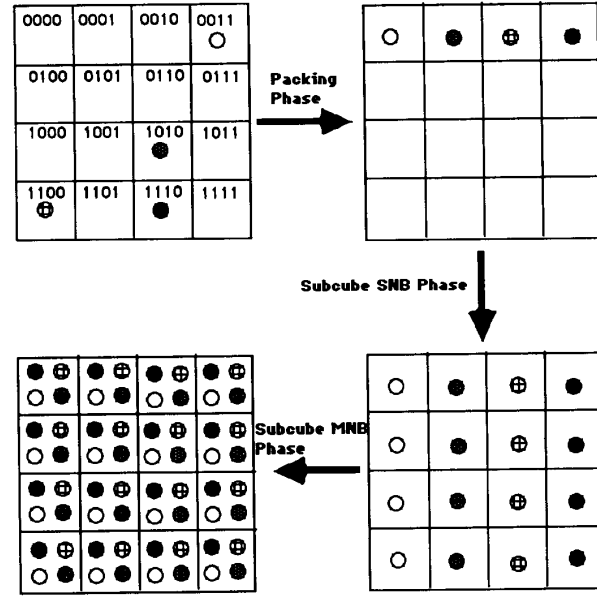 0000 0001 0010 0011
0100 0101 0110 0111
1000 1001 1010 1011
1100 1101 1110 1111
Packing
Phase
Subcube SNB Phase
Subcube MNB
Phase